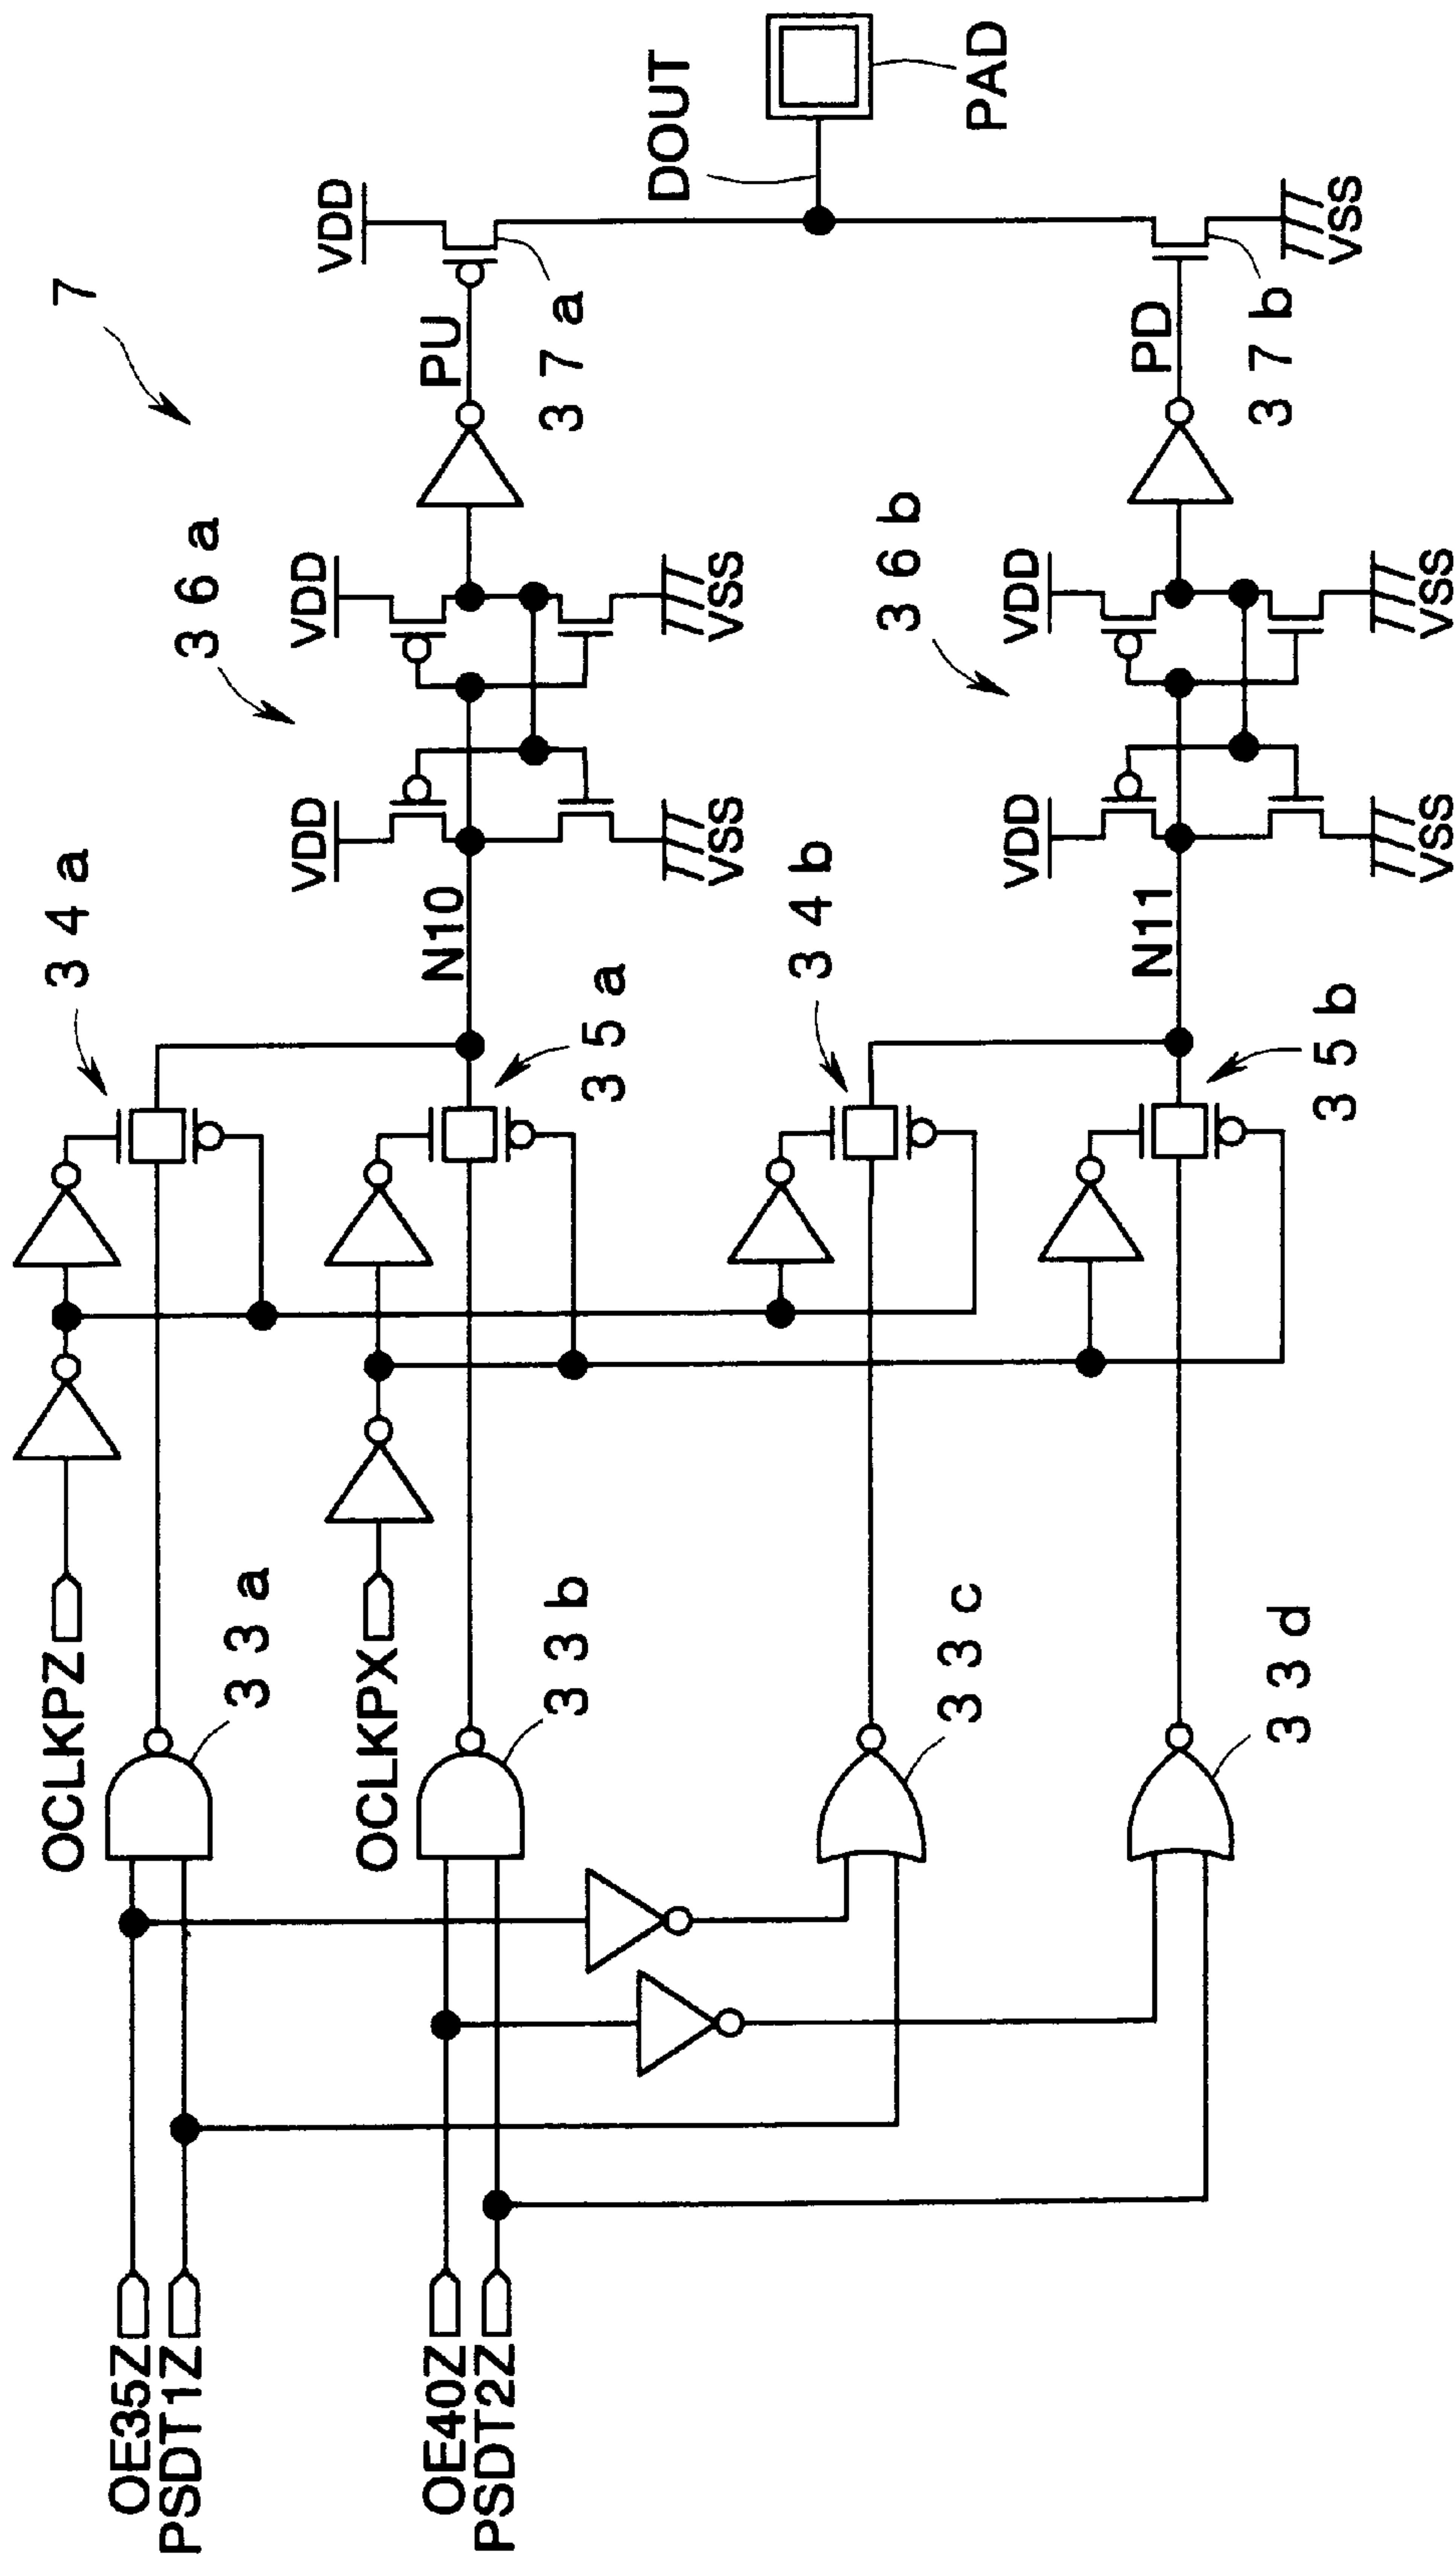 7
OE35Z
PSDT1Z
OE40Z
PSDT2Z
OCLKPZ
33a
OCLKPX
33b
33c
33d
34a
35a
34b
35b
N10
N11
36a
VDD
VSS
VDD
VSS
36b
VDD
VSS
VDD
VSS
PU
PD
VDD
37a
37b
VSS
DOUT
PAD